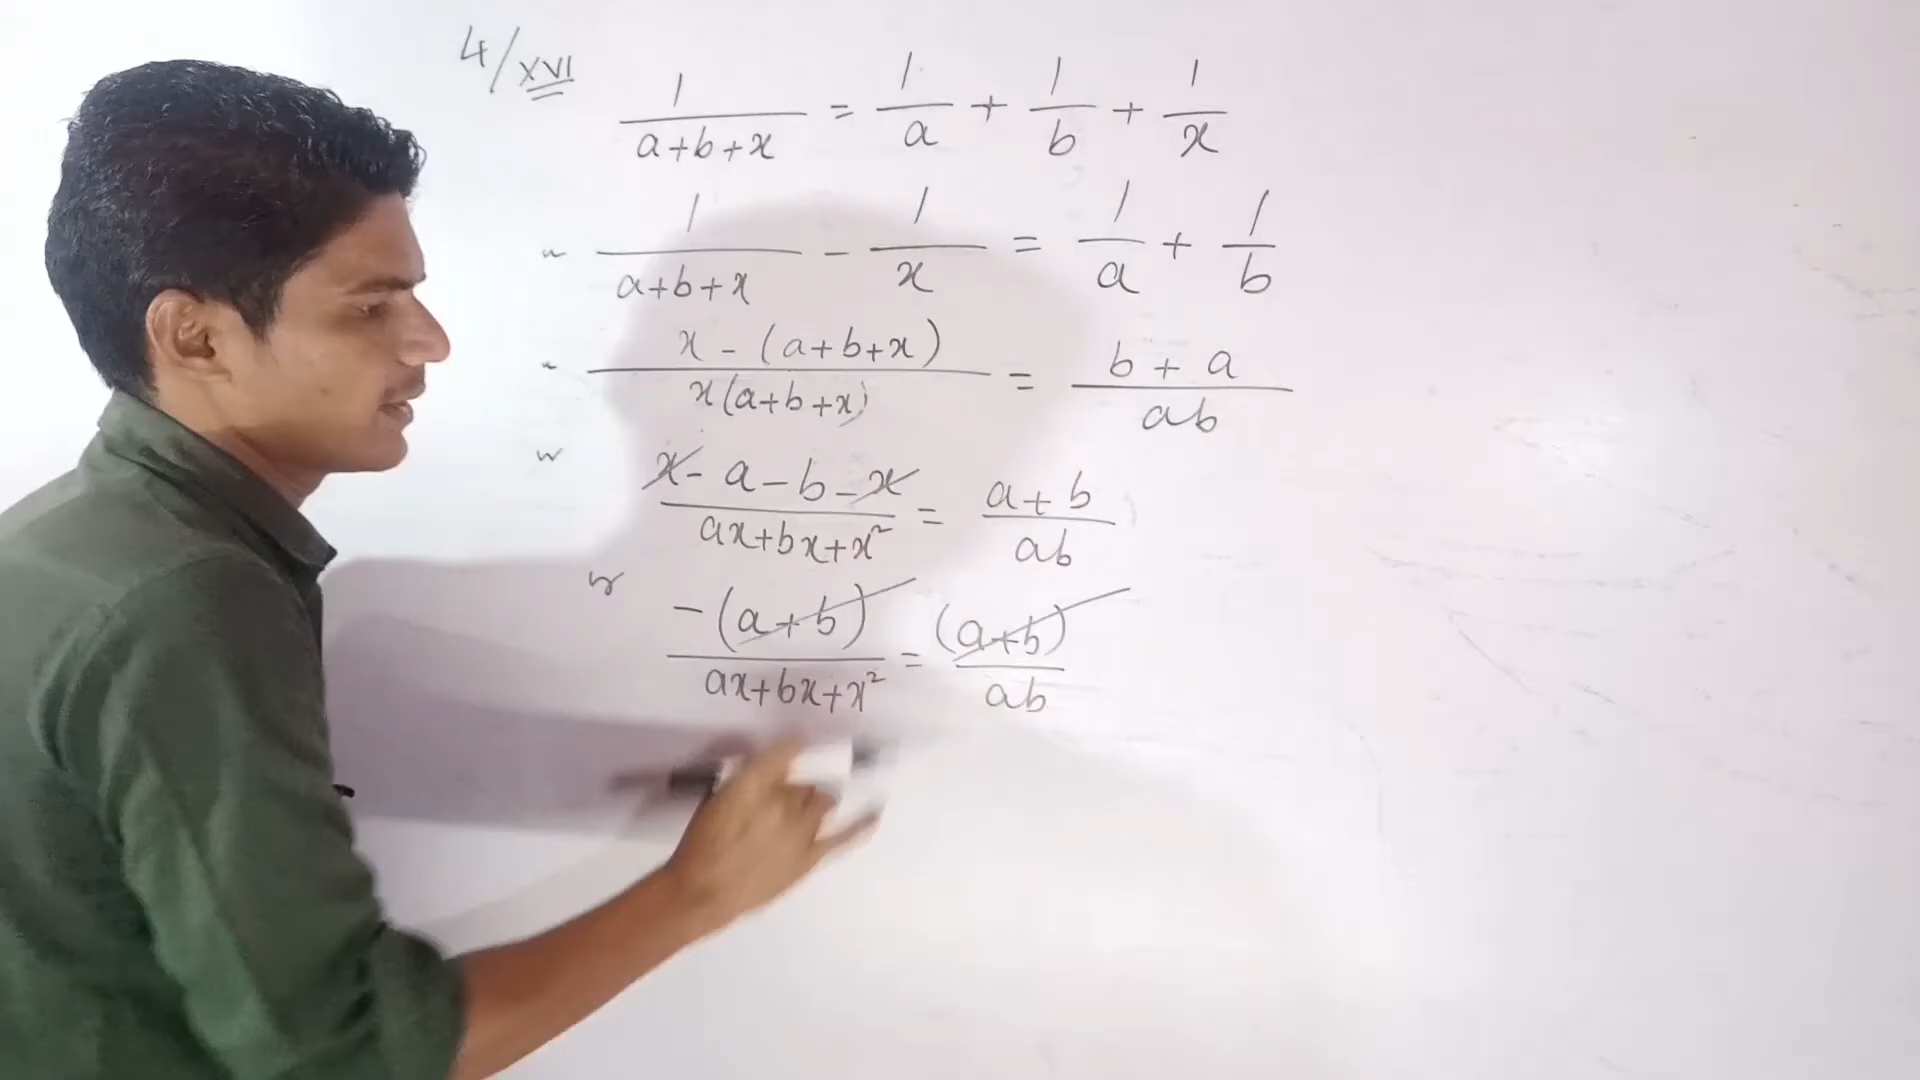 4/XVI
1/(a+b+x) = 1/a + 1/b + 1/x
1/(a+b+x) - 1/x = 1/a + 1/b
(x - (a+b+x))/(x(a+b+x)) = (b + a)/(ab)
(x - a - b - x)/(ax+bx+x²) = (a+b)/(ab)
(-(a+b))/(ax+bx+x²) = (a+b)/(ab)